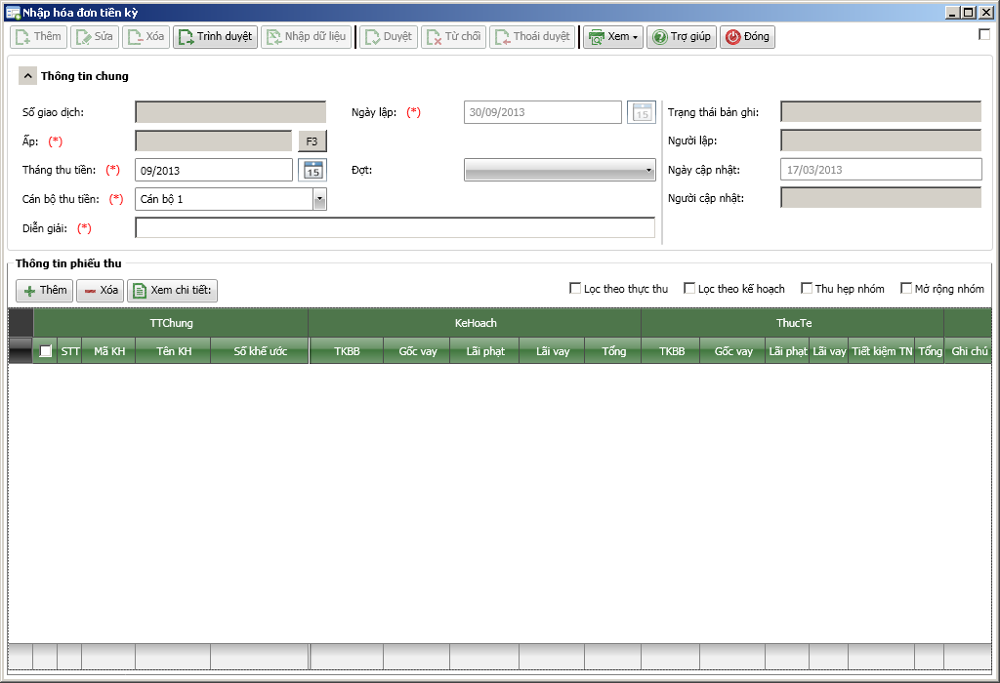 Nhập hóa đơn tiền kỳ
Thêm Sửa Xóa Trình duyệt Nhập dữ liệu Duyệt Từ chối Thoái duyệt Xem Trợ giúp Đóng
Thông tin chung
Số giao dịch: Ngày lập: (*) 30/09/2013 15 Trạng thái bản ghi:
Ấp: (*) F3 Người lập:
Tháng thu tiền: (*) 09/2013 15 Đợt: Ngày cập nhật: 17/03/2013
Cán bộ thu tiền: (*) Cán bộ 1 Người cập nhật:
Diễn giải: (*)
Thông tin phiếu thu
Thêm Xóa Xem chi tiết: Lọc theo thực thu Lọc theo kế hoạch Thu hẹp nhóm Mở rộng nhóm
TTChung KeHoach ThucTe
STT Mã KH Tên KH Số khế ước TKBB Gốc vay Lãi phạt Lãi vay Tổng TKBB Gốc vay Lãi phạt Lãi vay Tiết kiệm TN Tổng Ghi chú